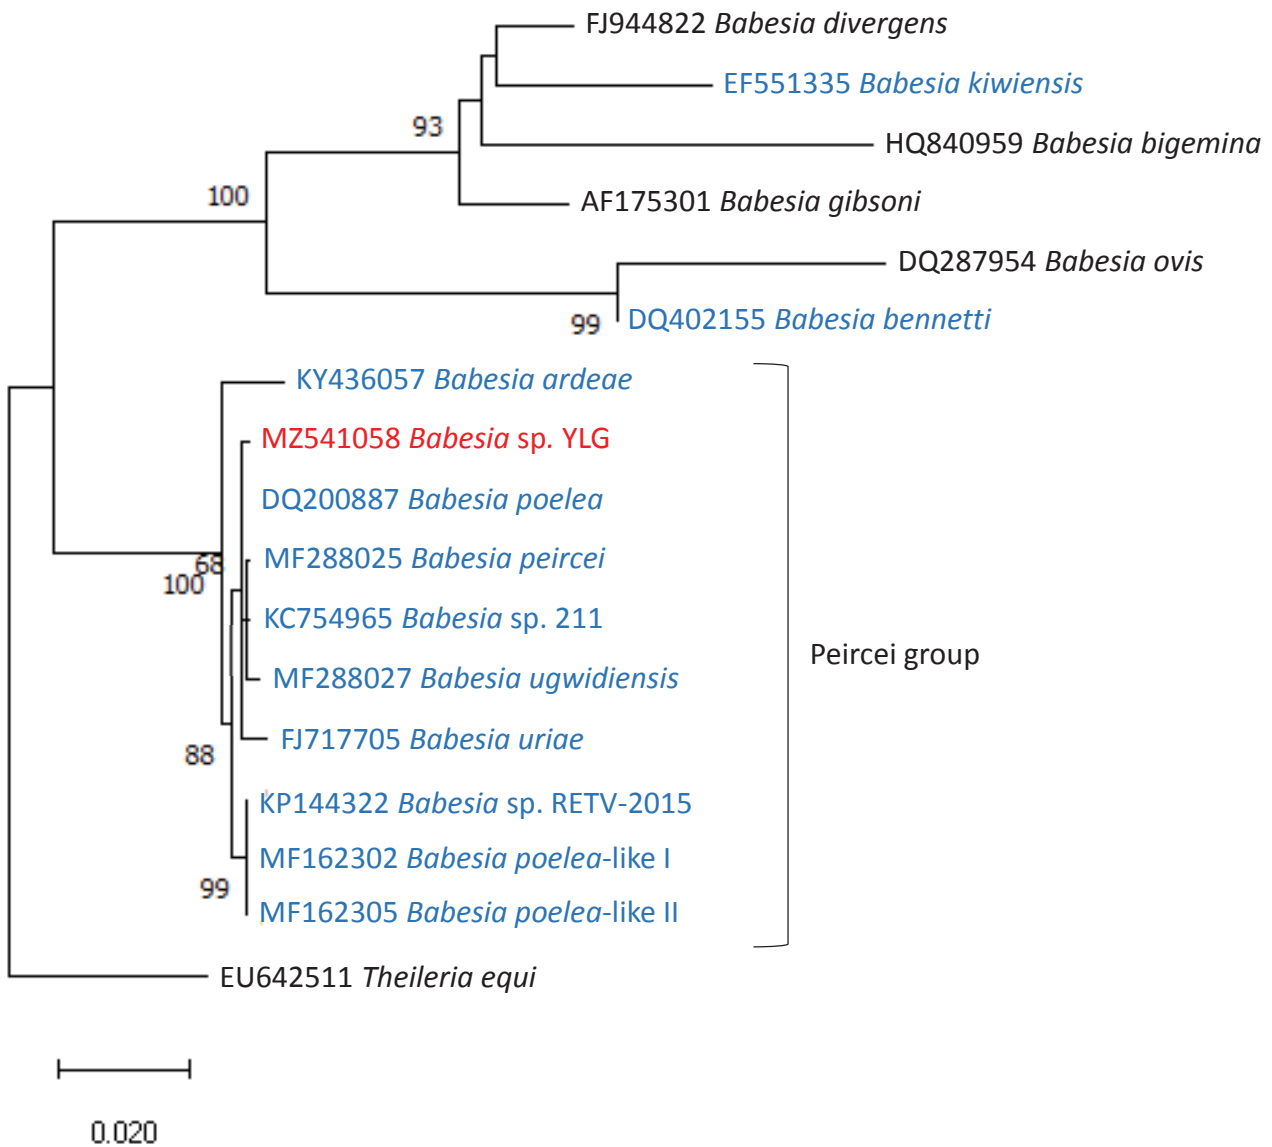 FJ944822 Babesia divergens
EF551335 Babesia kiwiensis
93
HQ840959 Babesia bigemina
100
AF175301 Babesia gibsoni
DQ287954 Babesia ovis
99
DQ402155 Babesia bennetti
KY436057 Babesia ardeae
MZ541058 Babesia sp. YLG
DQ200887 Babesia poelea
MF288025 Babesia peircei
68
100
KC754965 Babesia sp. 211
Peircei group
MF288027 Babesia ugwidiensis
FJ717705 Babesia uriae
88
KP144322 Babesia sp. RETV-2015
MF162302 Babesia poelea-like I
99
MF162305 Babesia poelea-like II
EU642511 Theileria equi
0.020